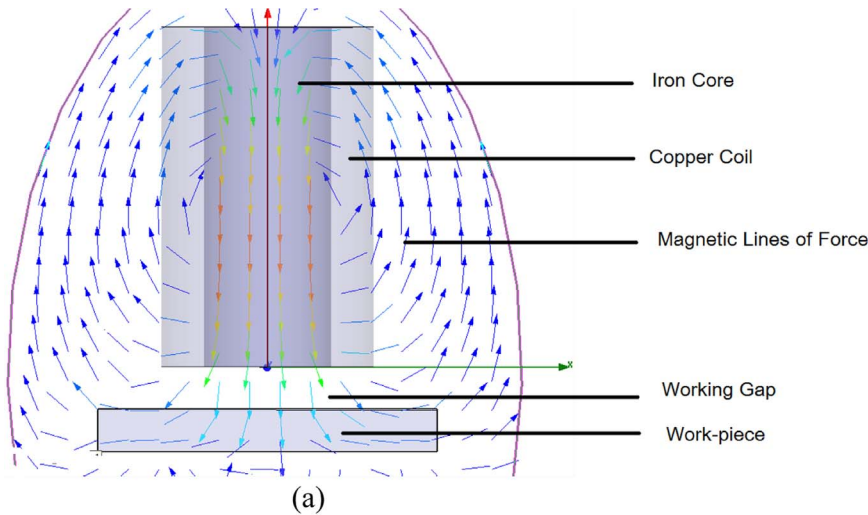 Iron Core
Copper Coil
Magnetic Lines of Force
x
Working Gap
Work-piece
(a)